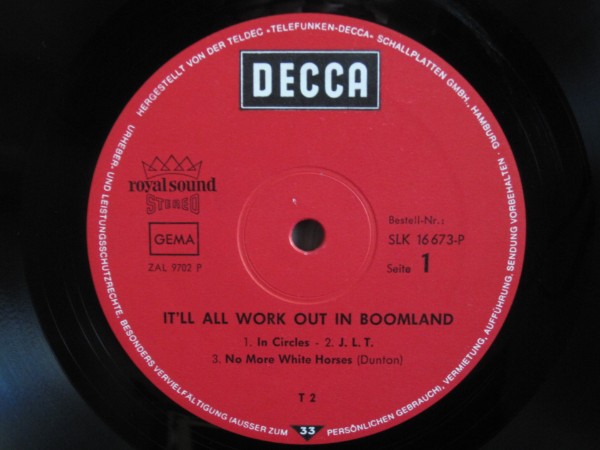 HERGESTELLT VON DER TELDEC »TELEFUNKEN-DECCA« SCHALLPLATTEN GMBH., HAMBURG ·
URHEBER- UND LEISTUNGSSCHUTZRECHTE, BESONDERS VERVIELFÄLTIGUNG (AUSSER ZUM PERSÖNLICHEN GEBRAUCH), VERMIETUNG, AUFFÜHRUNG, SENDUNG VORBEHALTEN
DECCA
royal sound
STEREO
GEMA
ZAL 9702 P
Bestell-Nr.:
SLK 16 673-P
Seite 1
IT'LL ALL WORK OUT IN BOOMLAND
1. In Circles - 2. J. L. T.
3. No More White Horses (Dunton)
T 2
33